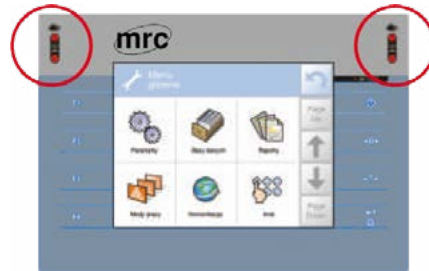 mrc
Menu
główne
Page
Up
Parametry
Bazy danych
Raporty
Mody pracy
Komunikacja
Inne
Page
Down